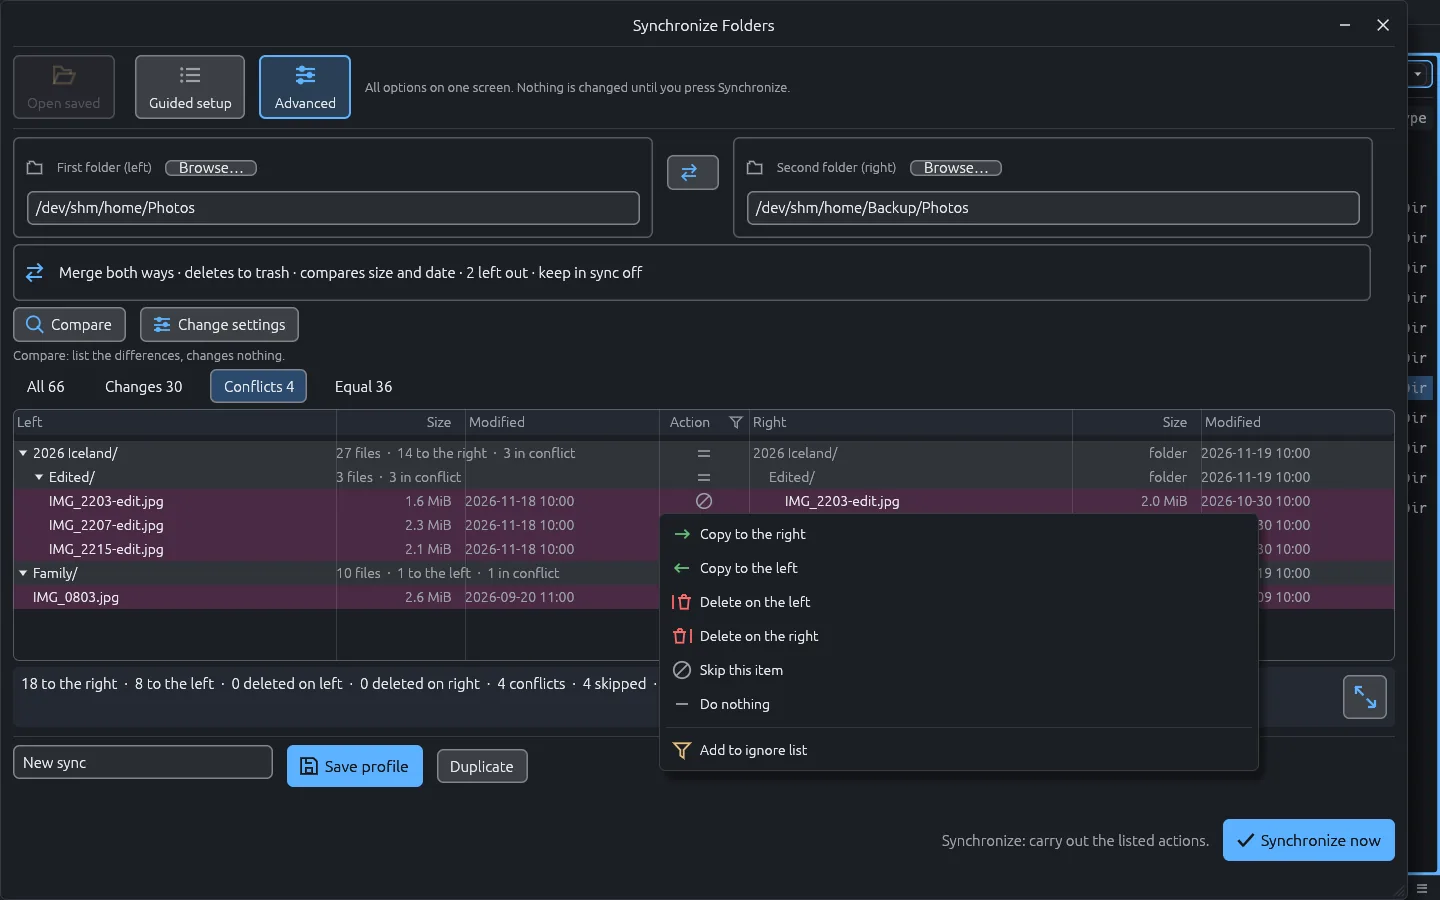 Synchronize Folders
Open saved
Guided setup
Advanced
All options on one screen. Nothing is changed until you press Synchronize.
First folder (left) Browse...
Second folder (right) Browse...
/dev/shm/home/Photos
/dev/shm/home/Backup/Photos
Merge both ways · deletes to trash · compares size and date · 2 left out · keep in sync off
Compare
Change settings
Compare: list the differences, changes nothing.
All 66 Changes 30 Conflicts 4 Equal 36
Left Size Modified Action Right Size Modified
2026 Iceland/ 27 files · 14 to the right · 3 in conflict = 2026 Iceland/ folder 2026-11-19 10:00
Edited/ 3 files · 3 in conflict = Edited/ folder 2026-11-19 10:00
IMG_2203-edit.jpg 1.6 MiB 2026-11-18 10:00 IMG_2203-edit.jpg 2.0 MiB 2026-10-30 10:00
IMG_2207-edit.jpg 2.3 MiB 2026-11-18 10:00 30 10:00
IMG_2215-edit.jpg 2.1 MiB 2026-11-18 10:00 30 10:00
Family/ 10 files · 1 to the left · 1 in conflict 19 10:00
IMG_0803.jpg 2.6 MiB 2026-09-20 11:00 09 10:00
Copy to the right
Copy to the left
Delete on the left
Delete on the right
Skip this item
Do nothing
Add to ignore list
18 to the right · 8 to the left · 0 deleted on left · 0 deleted on right · 4 conflicts · 4 skipped ·
New sync
Save profile
Duplicate
Synchronize: carry out the listed actions.
Synchronize now